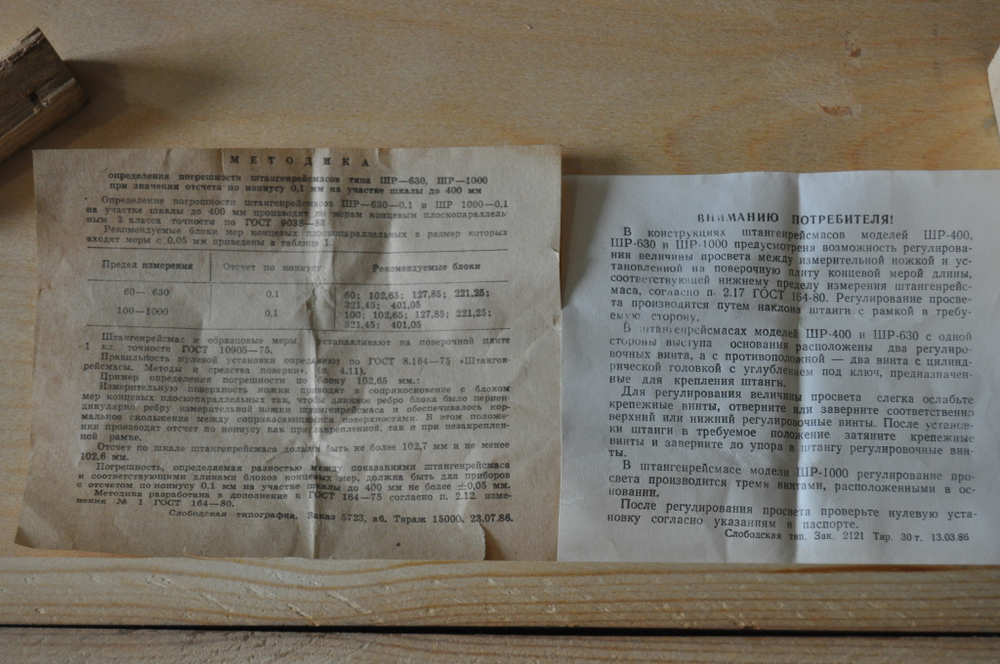 МЕТОДИКА
определения погрешности штангенрейсмасов типа ШР—630, ШР—1000
при значении отсчета по нониусу 0,1 мм на участке шкалы до 400 мм
Определение погрешности штангенрейсмасов ШР—630—0,1 и ШР 1000—0,1
на участке шкалы до 400 мм производят по мерам концевым плоскопараллель-
ным 3 класса точности по ГОСТ 9038—83
Рекомендуемые блоки мер концевых плоскопараллельных в размер которых
входят меры с 0,05 мм приведены в таблице 1.
Предел измерения Отсчет по нониусу Рекомендуемые блоки
60— 630 0,1 60; 102,65; 127,85; 221,25;
321,45; 401,05
100—1000 0,1 100; 102,65; 127,85; 221,25;
321,45; 401,05
Штангенрейсмас и образцовые меры устанавливают на поверочной плите
1 кл. точности ГОСТ 10905—75.
Правильность нулевой установки определяют по ГОСТ 8.164—75 «Штанген-
рейсмасы. Методы и средства поверки». 4.11).
Пример определения погрешности по блоку 102,65 мм.:
Измерительную поверхность ножки приводят в соприкосновение с блоком
мер концевых плоскопараллельных так, чтобы длинное ребро блока было перпен-
дикулярно ребру измерительной ножки штангенрейсмаса и обеспечивалось нор-
мальное скольжение между соприкасающимися поверхностями. В этом положе-
нии производят отсчет по нониусу как при закрепленной, так и при незакреплен-
ной рамке.
Отсчет по шкале штангенрейсмаса должен быть не более 102,7 мм и не менее
102,6 мм.
Погрешность, определяемая разностью между показаниями штангенрейсмаса
и соответствующим длинами блоков концевых мер, должна быть для приборов
с отсчетом по нониусу 0,1 мм на участке шкалы до 400 мм не более ±0,05 мм.
Методика разработана в дополнение к ГОСТ 164—75 согласно п. 2.12. изме-
нения № 1 ГОСТ 164—80.
Слободская типография. Заказ 5723, а6. Тираж 15000, 23.07.86.
ВНИМАНИЮ ПОТРЕБИТЕЛЯ!
В конструкциях штангенрейсмасов моделей ШР-400,
ШР-630 и ШР-1000 предусмотрена возможность регулирова-
ния величины просвета между измерительной ножкой и ус-
тановленной на поверочную плиту концевой мерой длины,
соответствующей нижнему пределу измерения штангенрейс-
маса, согласно п. 2.17 ГОСТ 164-80. Регулирование просве-
та производится путем наклона штанги с рамкой в требу-
емую сторону.
В штангенрейсмасах моделей ШР-400 и ШР-630 с одной
стороны выступа основания расположены два регулиро-
вочных винта, а с противоположной — два винта с цилинд-
рической головкой с углублением под ключ, предназначен-
ные для крепления штанги.
Для регулирования величины просвета слегка ослабьте
крепежные винты, отверните или заверните соответственно
верхний или нижний регулировочные винты. После установ-
ки штанги в требуемое положение затяните крепежные
винты и заверните до упора в штангу регулировочные вин-
ты.
В штангенрейсмасе модели ШР-1000 регулирование про-
света производится тремя винтами, расположенными в ос-
новании.
После регулирования просвета проверьте нулевую уста-
новку согласно указаниям в паспорте.
Слободская тип. Зак. 2121 Тир. 30 т. 13.03.86